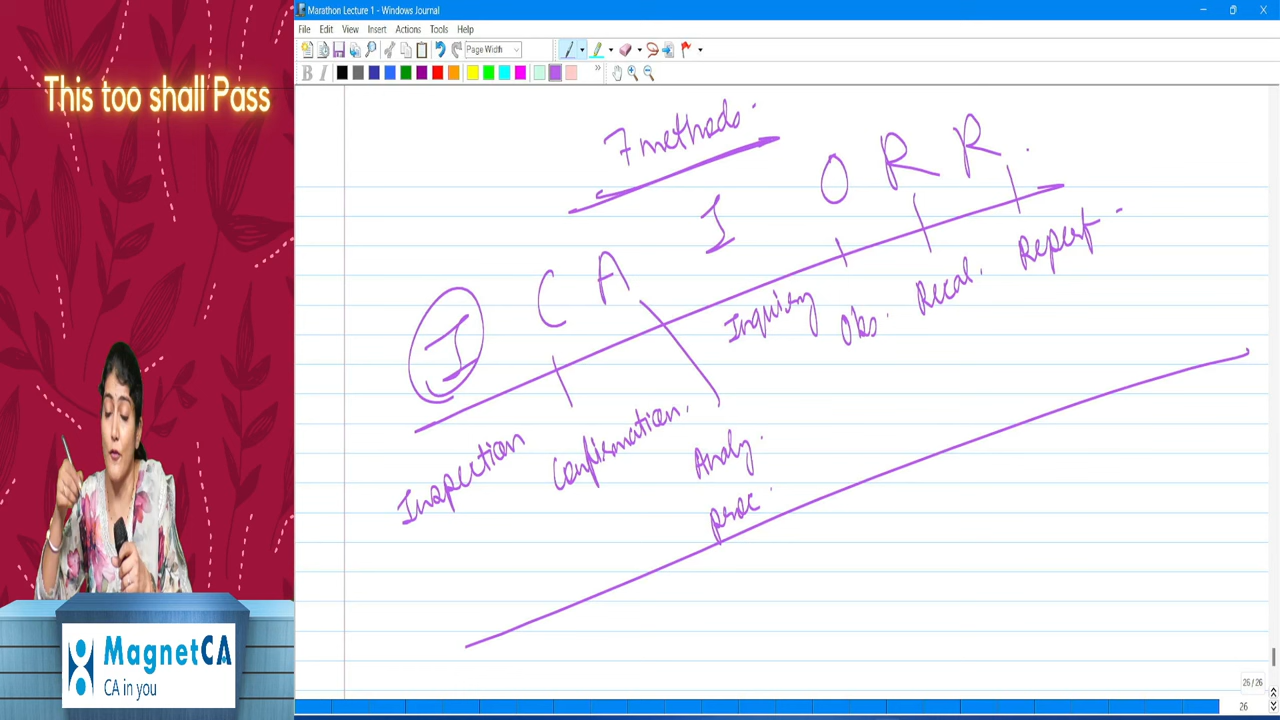 Marathon Lecture 1 - Windows Journal
File Edit View Insert Actions Tools Help
Page Width
This too shall Pass
7 methods.
I C A I O R R.
Inspection
Confirmation.
Analy.
proc.
Inquiry
Obs.
Recal.
Reperf.
MagnetCA
CA in you
26/26
26